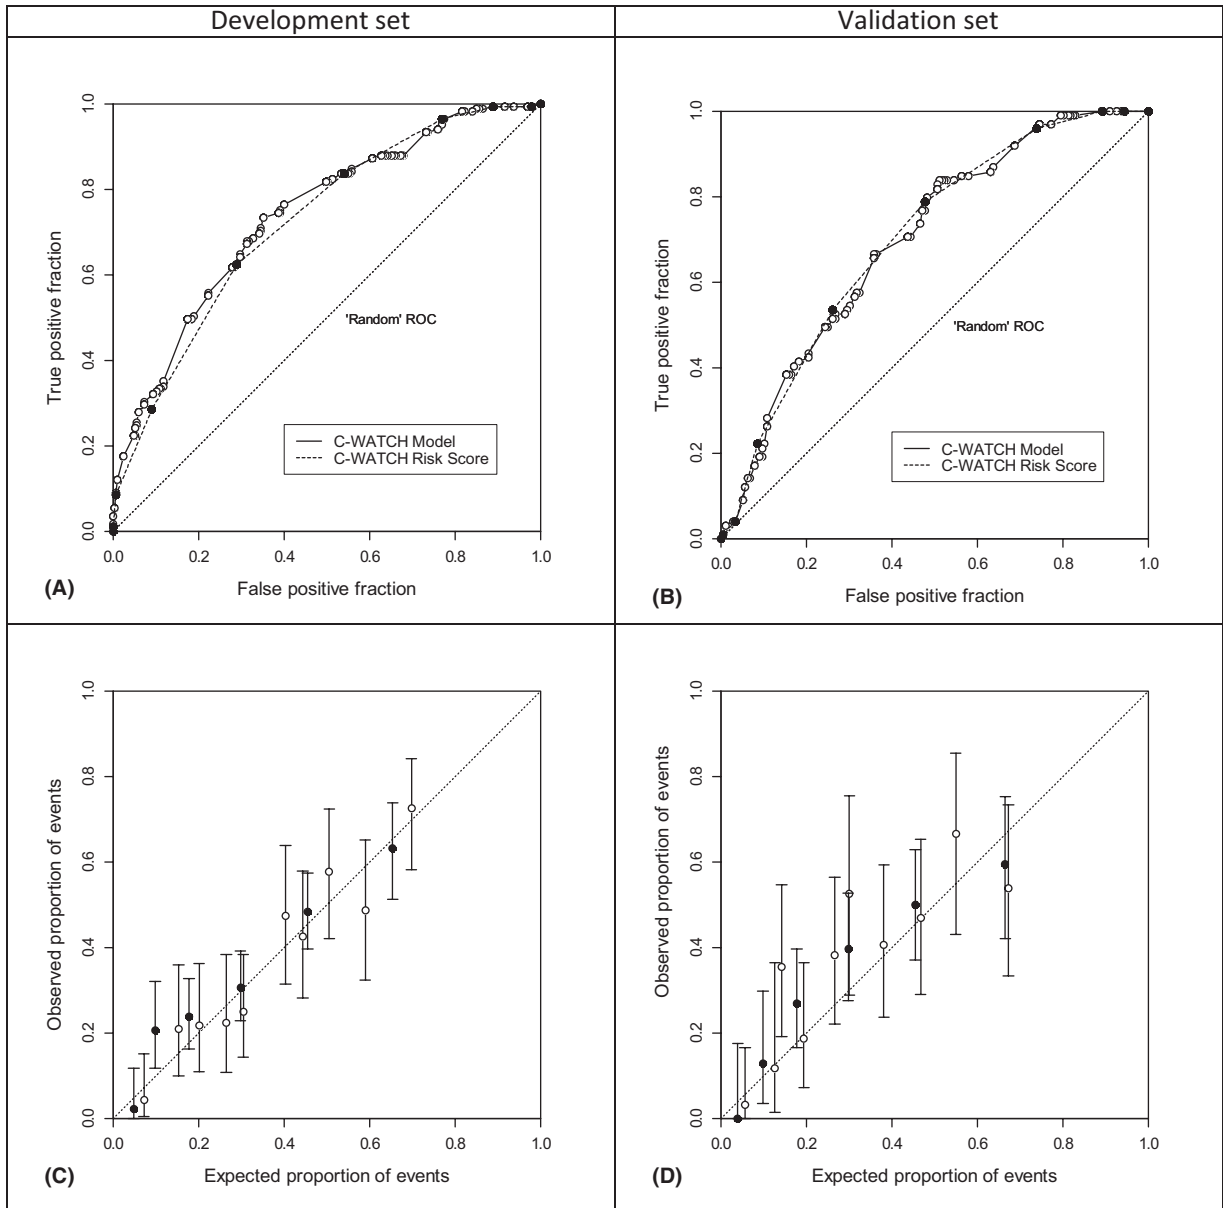 Development set
Validation set
True positive fraction
0.0 0.2 0.4 0.6 0.8 1.0
'Random' ROC
C-WATCH Model
C-WATCH Risk Score
0.0 0.2 0.4 0.6 0.8 1.0
False positive fraction
(A)
True positive fraction
0.0 0.2 0.4 0.6 0.8 1.0
'Random' ROC
C-WATCH Model
C-WATCH Risk Score
0.0 0.2 0.4 0.6 0.8 1.0
False positive fraction
(B)
Observed proportion of events
0.0 0.2 0.4 0.6 0.8 1.0
0.0 0.2 0.4 0.6 0.8 1.0
Expected proportion of events
(C)
Observed proportion of events
0.0 0.2 0.4 0.6 0.8 1.0
0.0 0.2 0.4 0.6 0.8 1.0
Expected proportion of events
(D)